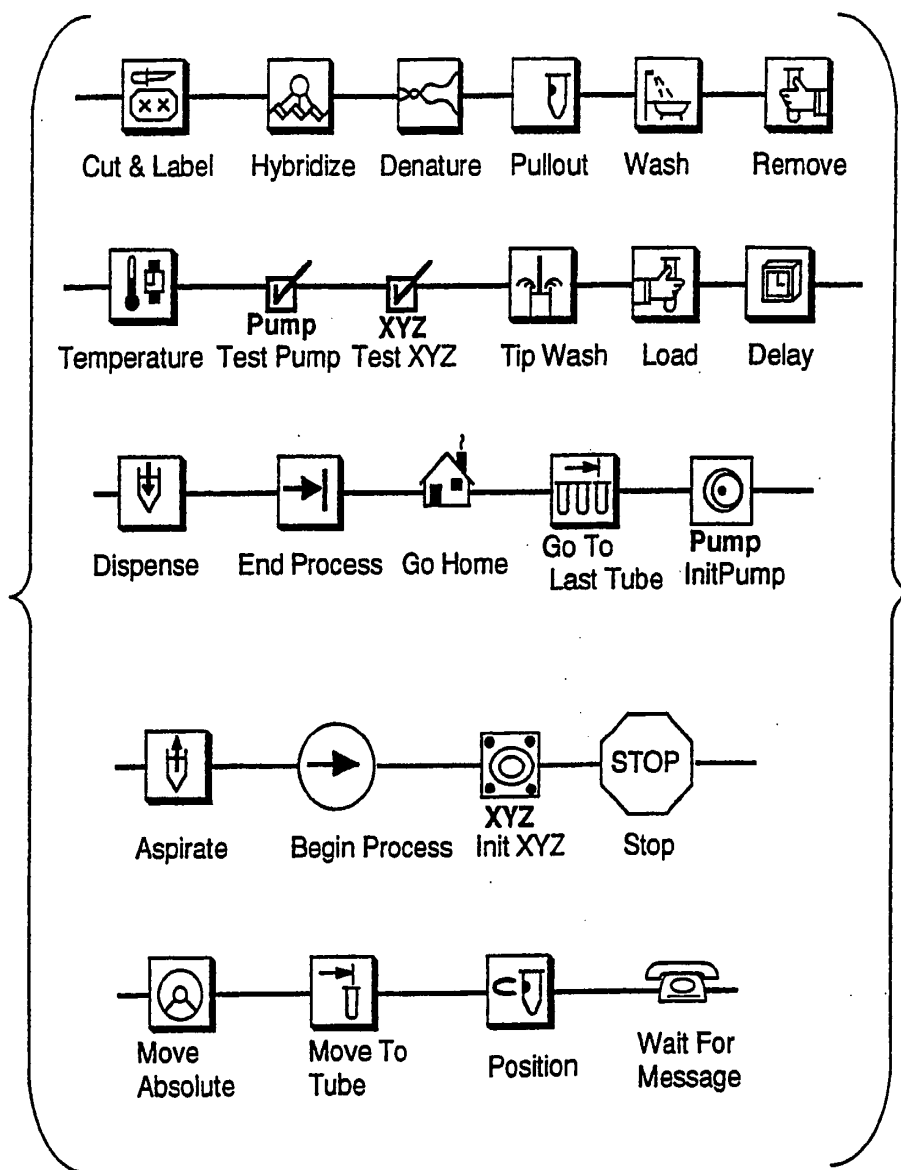 Cut & Label Hybridize Denature Pullout Wash Remove
Pump XYZ
Temperature Test Pump Test XYZ Tip Wash Load Delay
Dispense End Process Go Home Go To Last Tube Pump InitPump
STOP
Aspirate Begin Process XYZ Init XYZ Stop
Move Absolute Move To Tube Position Wait For Message